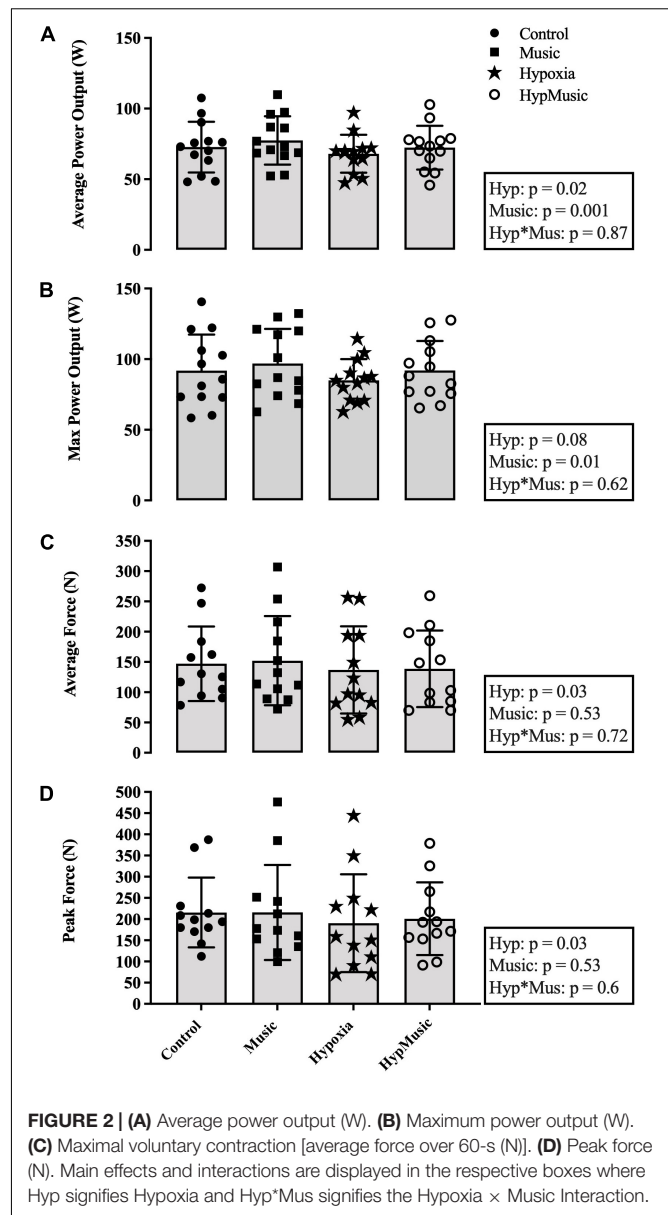 A
Average Power Output (W)
150
100
50
0
Control
Music
Hypoxia
HypMusic
Hyp: p = 0.02
Music: p = 0.001
Hyp*Mus: p = 0.87
B
Max Power Output (W)
150
100
50
0
Hyp: p = 0.08
Music: p = 0.01
Hyp*Mus: p = 0.62
C
Average Force (N)
350
300
250
200
150
100
50
0
Hyp: p = 0.03
Music: p = 0.53
Hyp*Mus: p = 0.72
D
Peak Force (N)
500
450
400
350
300
250
200
150
100
50
0
Hyp: p = 0.03
Music: p = 0.53
Hyp*Mus: p = 0.6
Control
Music
Hypoxia
HypMusic
FIGURE 2 | (A) Average power output (W). (B) Maximum power output (W).
(C) Maximal voluntary contraction [average force over 60-s (N)]. (D) Peak force
(N). Main effects and interactions are displayed in the respective boxes where
Hyp signifies Hypoxia and Hyp*Mus signifies the Hypoxia × Music Interaction.